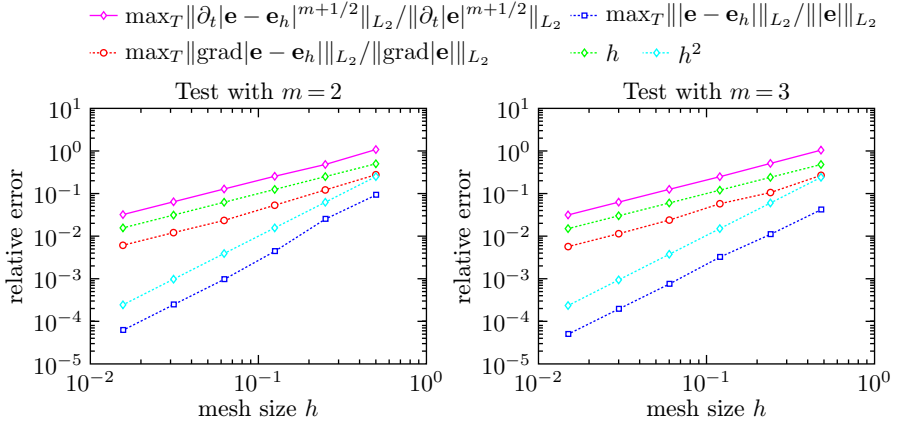 max_T ‖∂_t|e − e_h|^{m+1/2}‖_{L_2}/‖∂_t|e|^{m+1/2}‖_{L_2}
max_T ‖|e − e_h|‖_{L_2}/‖|e|‖_{L_2}
max_T ‖grad|e − e_h|‖_{L_2}/‖grad|e|‖_{L_2}
h
h^2
Test with m = 2
10^1
10^0
10^{−1}
10^{−2}
10^{−3}
10^{−4}
10^{−5}
relative error
10^{−2}
10^{−1}
10^0
mesh size h
Test with m = 3
10^1
10^0
10^{−1}
10^{−2}
10^{−3}
10^{−4}
10^{−5}
relative error
10^{−2}
10^{−1}
10^0
mesh size h